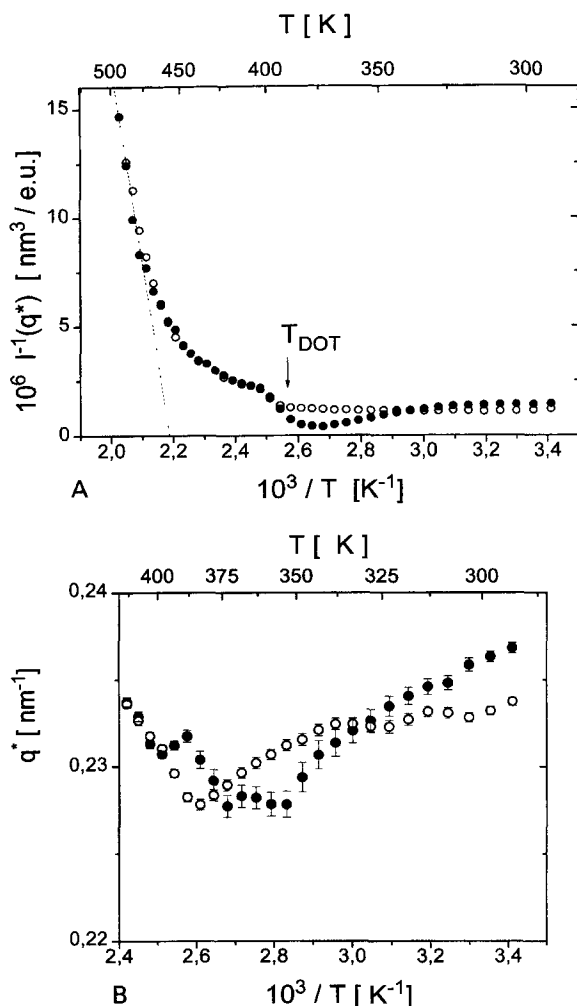 T [ K ]
500 450 400 350 300
15
10
5
0
10⁶ I⁻¹(q*) [ nm³ / e.u. ]
T_DOT
2,0 2,2 2,4 2,6 2,8 3,0 3,2 3,4
A
10³ / T [K⁻¹]
T [ K ]
400 375 350 325 300
0,24
0,23
0,22
q* [ nm⁻¹ ]
2,4 2,6 2,8 3,0 3,2 3,4
B
10³ / T [K⁻¹]